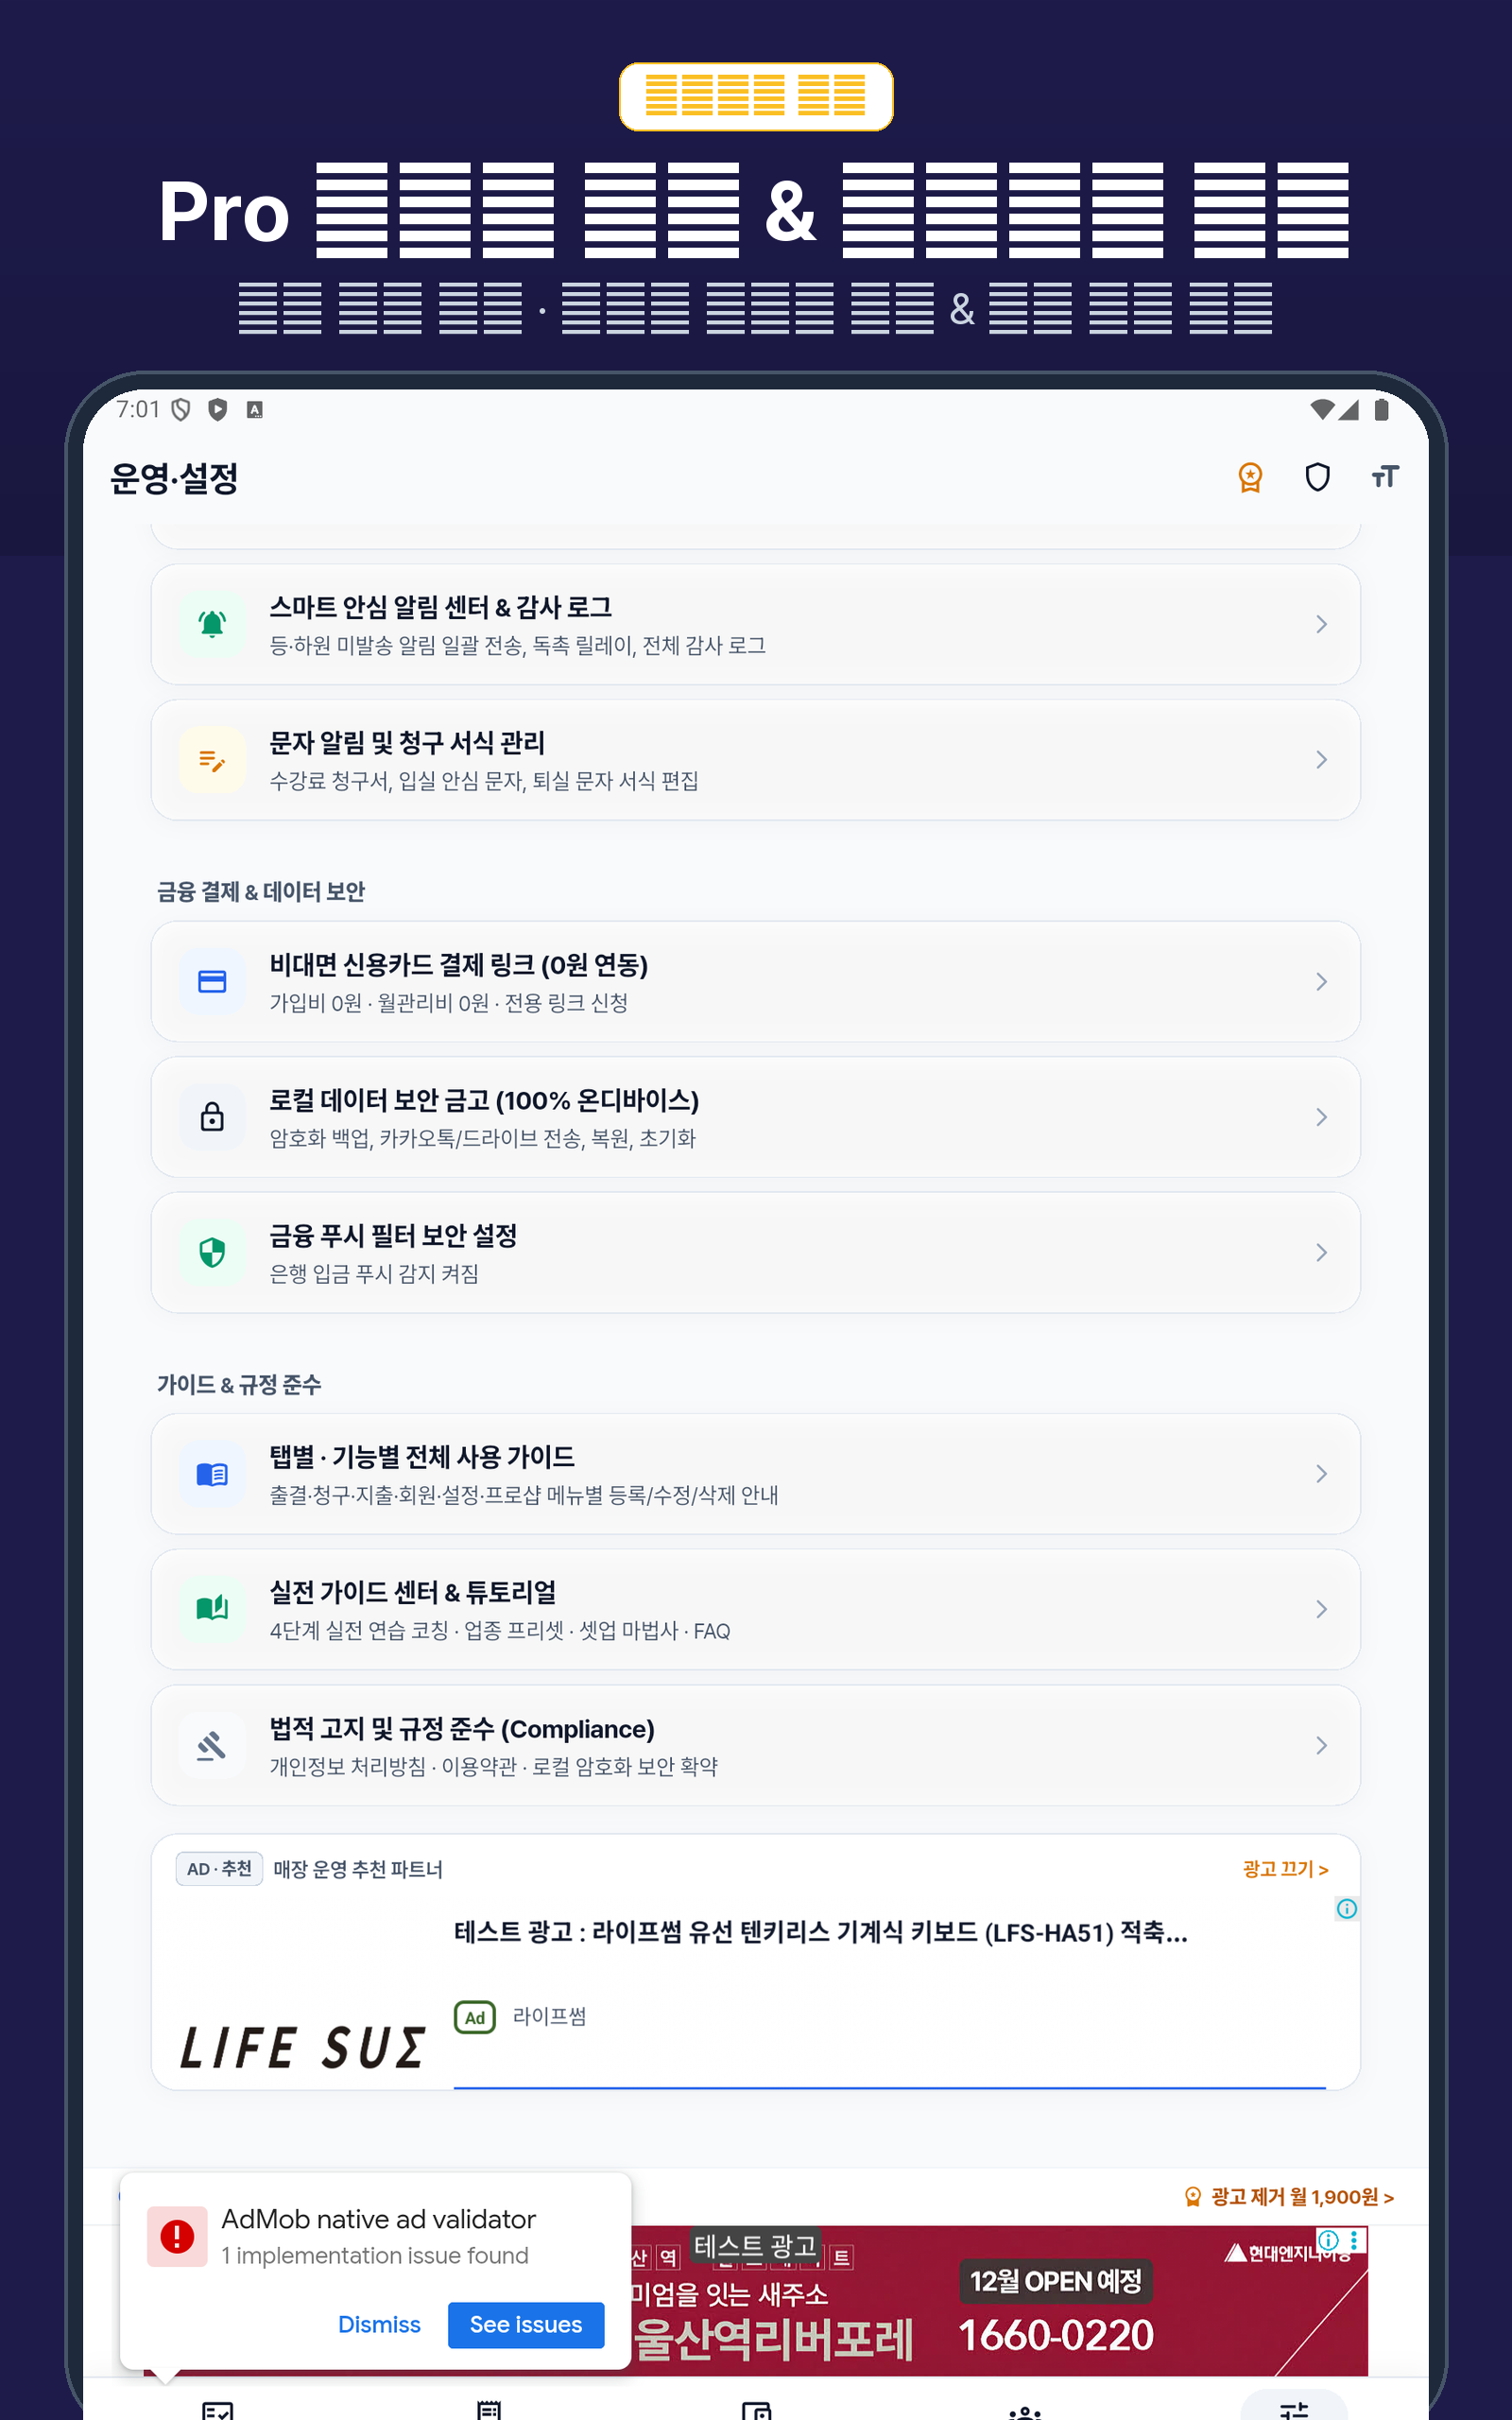 Pro
&
&
7:01
운영·설정
스마트 안심 알림 센터 & 감사 로그
등·하원 미발송 알림 일괄 전송, 독촉 릴레이, 전체 감사 로그
문자 알림 및 청구 서식 관리
수강료 청구서, 입실 안심 문자, 퇴실 문자 서식 편집
금융 결제 & 데이터 보안
비대면 신용카드 결제 링크 (0원 연동)
가입비 0원 · 월관리비 0원 · 전용 링크 신청
로컬 데이터 보안 금고 (100% 온디바이스)
암호화 백업, 카카오톡/드라이브 전송, 복원, 초기화
금융 푸시 필터 보안 설정
은행 입금 푸시 감지 켜짐
가이드 & 규정 준수
탭별 · 기능별 전체 사용 가이드
출결·청구·지출·회원·설정·프로샵 메뉴별 등록/수정/삭제 안내
실전 가이드 센터 & 튜토리얼
4단계 실전 연습 코칭 · 업종 프리셋 · 셋업 마법사 · FAQ
법적 고지 및 규정 준수 (Compliance)
개인정보 처리방침 · 이용약관 · 로컬 암호화 보안 확약
AD · 추천 매장 운영 추천 파트너 광고 끄기 >
테스트 광고 : 라이프썸 유선 텐키리스 기계식 키보드 (LFS-HA51) 적축...
Ad 라이프썸
LIFE SUΣ
광고 제거 월 1,900원 >
AdMob native ad validator
1 implementation issue found
Dismiss See issues
테스트 광고
산역
미엄을 잇는 새주소
울산역리버포레
12월 OPEN 예정
1660-0220
현대엔지니어링